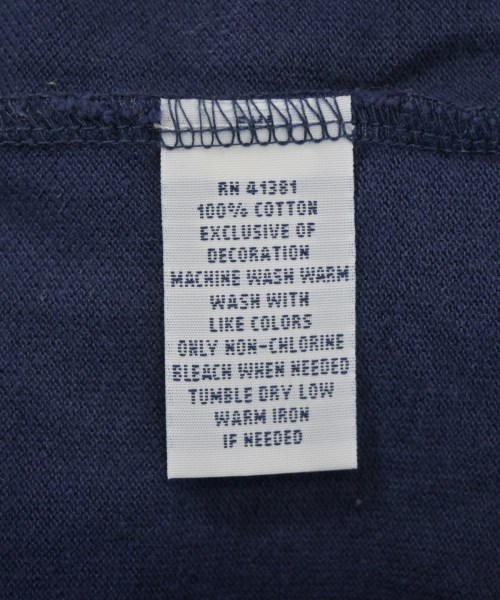 RN 41381
100% COTTON
EXCLUSIVE OF
DECORATION
MACHINE WASH WARM
WASH WITH
LIKE COLORS
ONLY NON-CHLORINE
BLEACH WHEN NEEDED
TUMBLE DRY LOW
WARM IRON
IF NEEDED